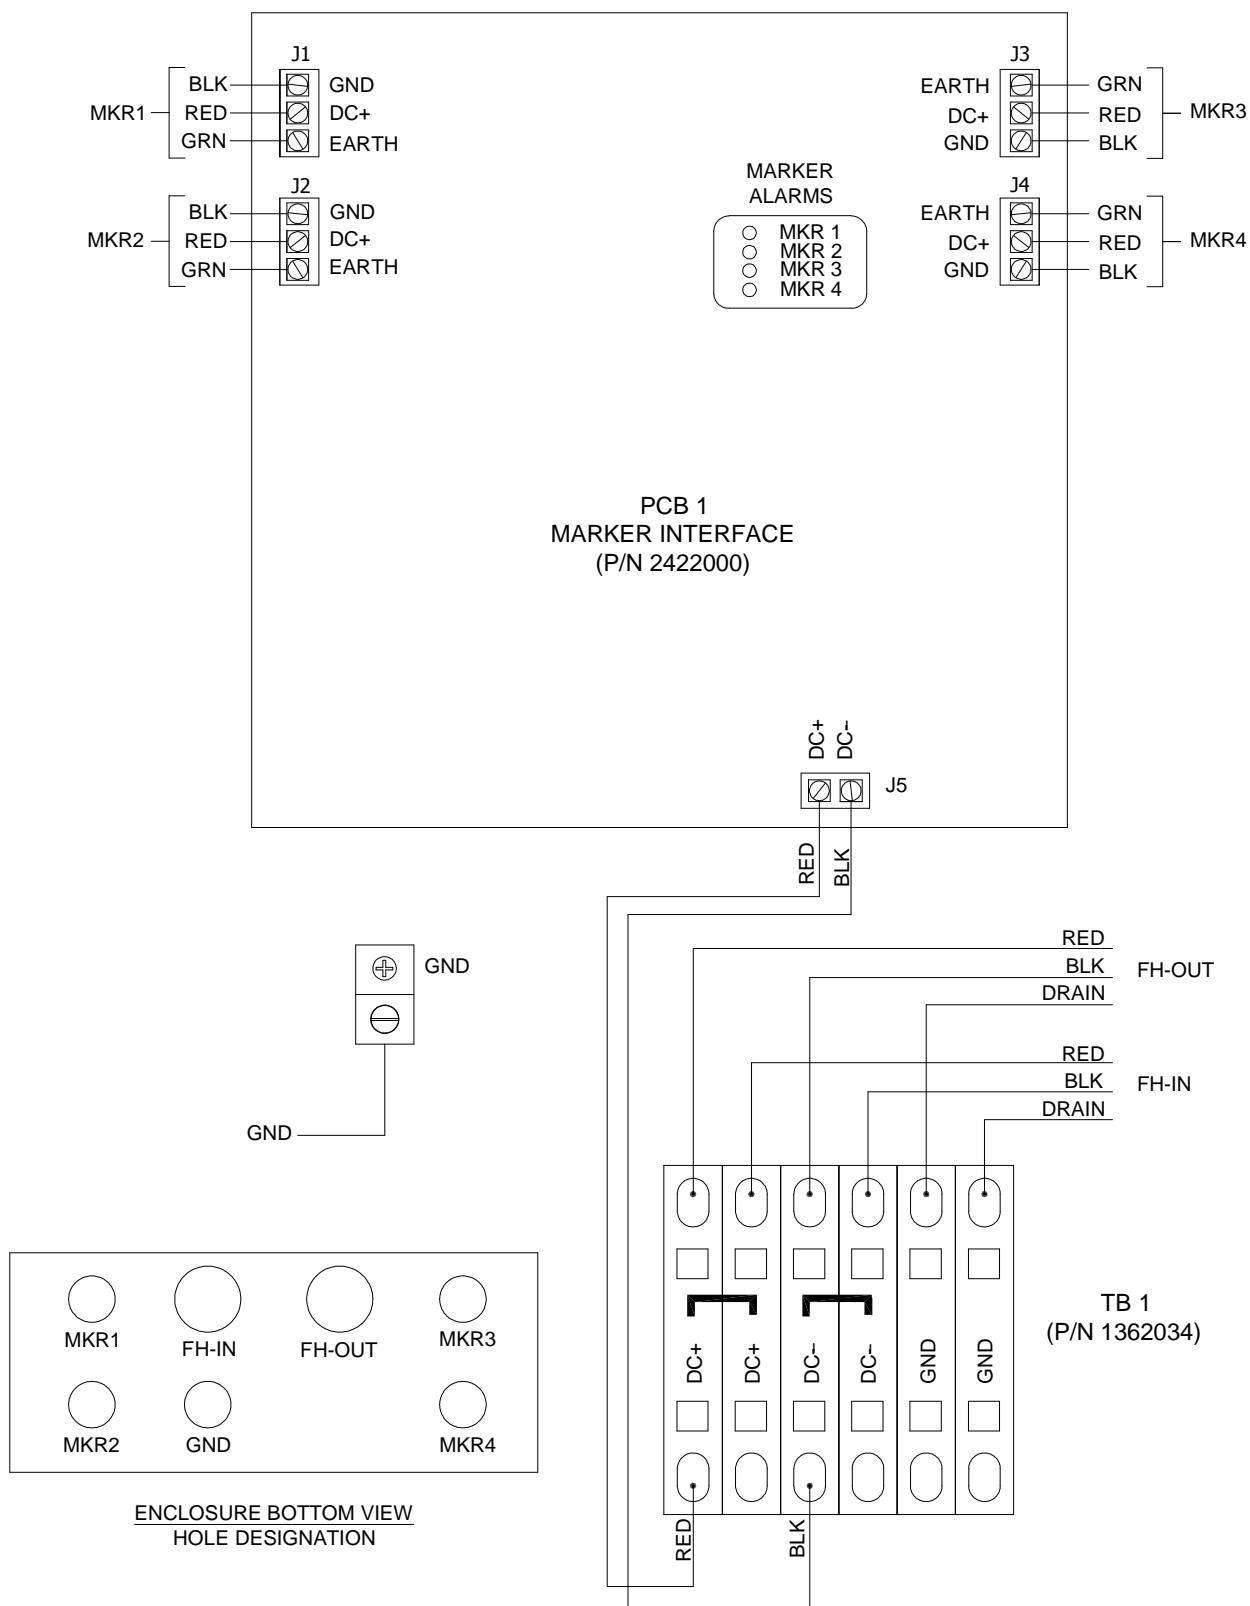 J1
BLK GND
MKR1 RED DC+
GRN EARTH
J2
BLK GND
MKR2 RED DC+
GRN EARTH
J3
EARTH GRN
DC+ RED MKR3
GND BLK
J4
EARTH GRN
DC+ RED MKR4
GND BLK
MARKER
ALARMS
MKR 1
MKR 2
MKR 3
MKR 4
PCB 1
MARKER INTERFACE
(P/N 2422000)
DC+
DC-
J5
RED
BLK
GND
GND
RED
BLK FH-OUT
DRAIN
RED
BLK FH-IN
DRAIN
DC+
DC+
DC-
DC-
GND
GND
TB 1
(P/N 1362034)
RED
BLK
MKR1
FH-IN
FH-OUT
MKR3
MKR2
GND
MKR4
ENCLOSURE BOTTOM VIEW
HOLE DESIGNATION